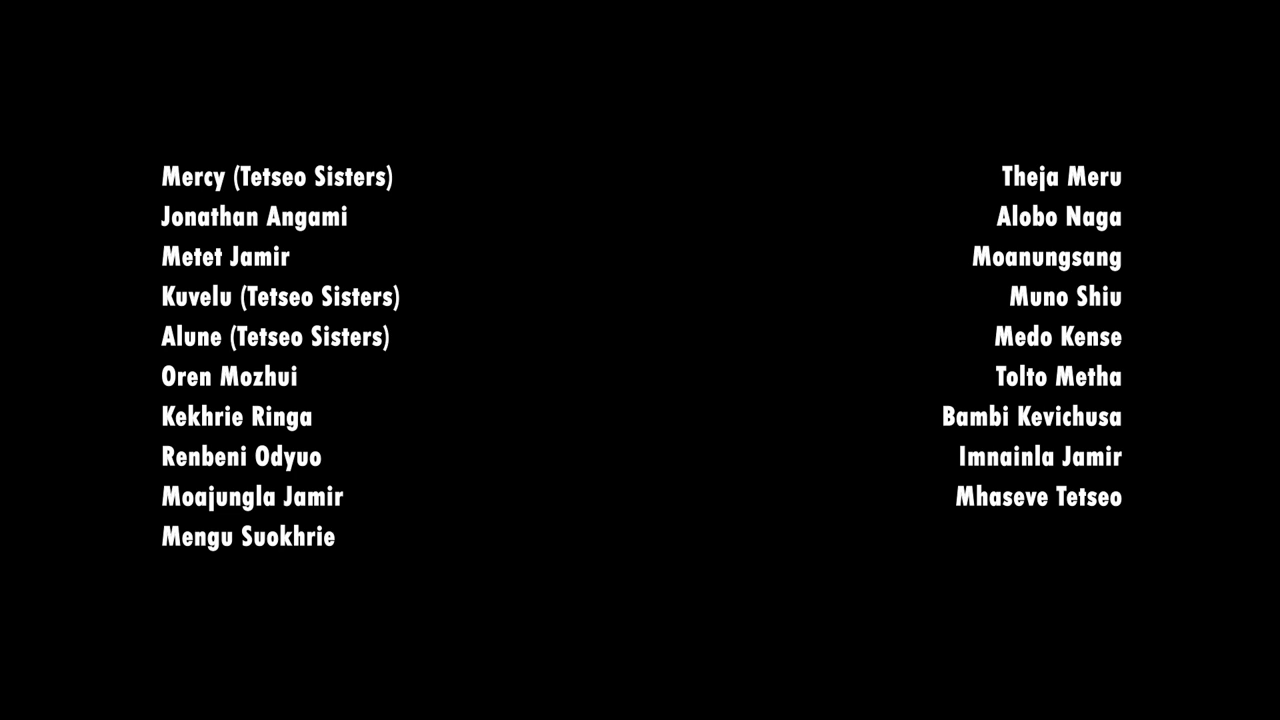 Mercy (Tetseo Sisters)
Jonathan Angami
Metet Jamir
Kuvelu (Tetseo Sisters)
Alune (Tetseo Sisters)
Oren Mozhui
Kekhrie Ringa
Renbeni Odyuo
Moajungla Jamir
Mengu Suokhrie
Theja Meru
Alobo Naga
Moanungsang
Muno Shiu
Medo Kense
Tolto Metha
Bambi Kevichusa
Imnainla Jamir
Mhaseve Tetseo